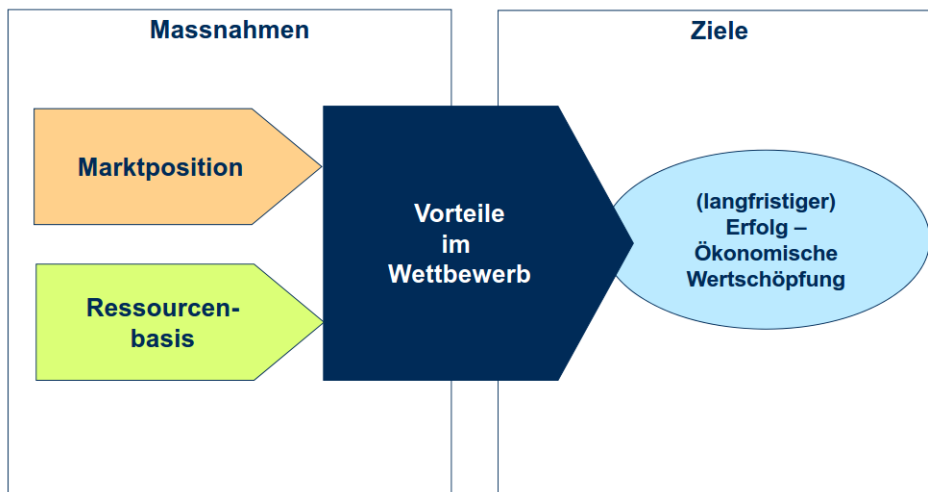 Massnahmen
Ziele
Marktposition
Ressourcen-
basis
Vorteile
im
Wettbewerb
(langfristiger)
Erfolg –
Ökonomische
Wertschöpfung